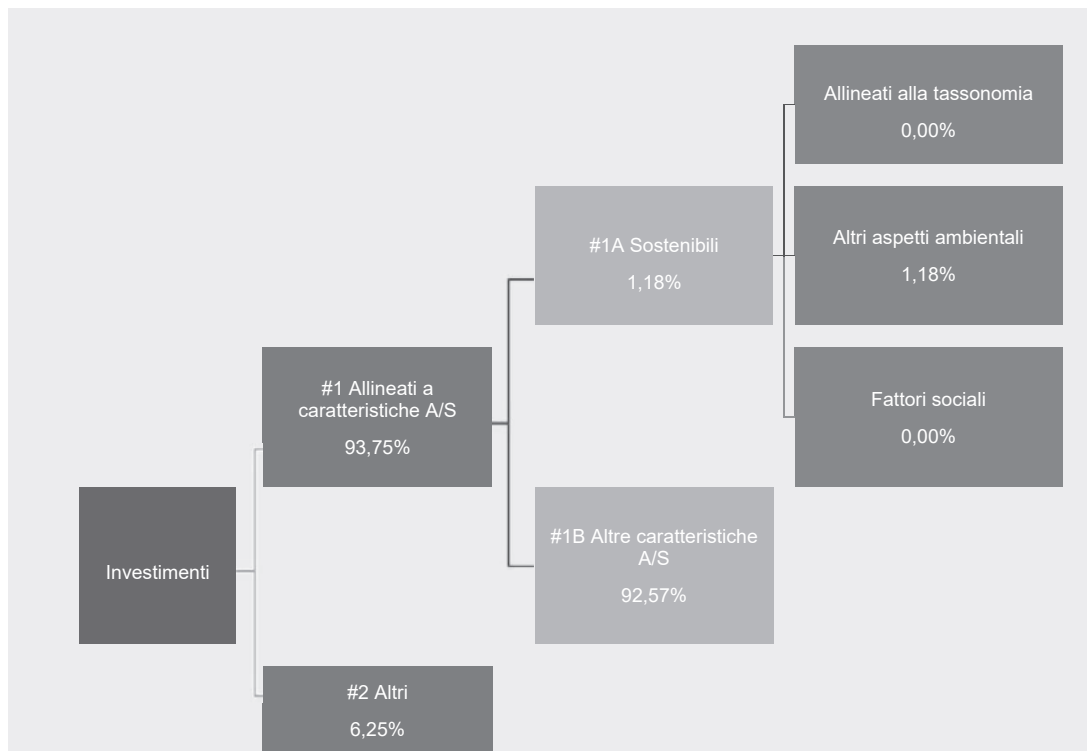 Allineati alla tassonomia
0,00%
#1A Sostenibili
1,18%
Altri aspetti ambientali
1,18%
#1 Allineati a
caratteristiche A/S
93,75%
Fattori sociali
0,00%
Investimenti
#1B Altre caratteristiche
A/S
92,57%
#2 Altri
6,25%